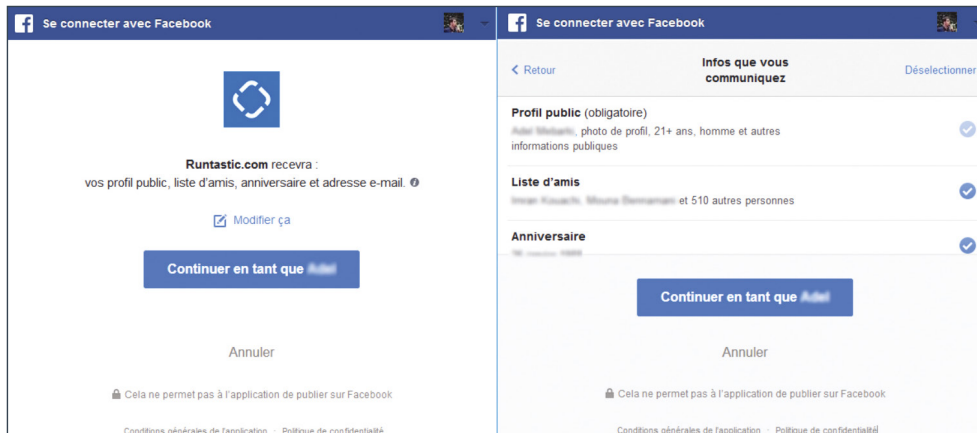 Se connecter avec Facebook
Runtastic.com recevra :
vos profil public, liste d'amis, anniversaire et adresse e-mail.
Modifier ça
Continuer en tant que
Annuler
Cela ne permet pas à l'application de publier sur Facebook
Conditions générales de l'application · Politique de confidentialité
Se connecter avec Facebook
Retour
Infos que vous
communiquez
Déselectionner
Profil public (obligatoire)
, photo de profil, 21+ ans, homme et autres
informations publiques
Liste d'amis
et 510 autres personnes
Anniversaire
Continuer en tant que
Annuler
Cela ne permet pas à l'application de publier sur Facebook
Conditions générales de l'application · Politique de confidentialité